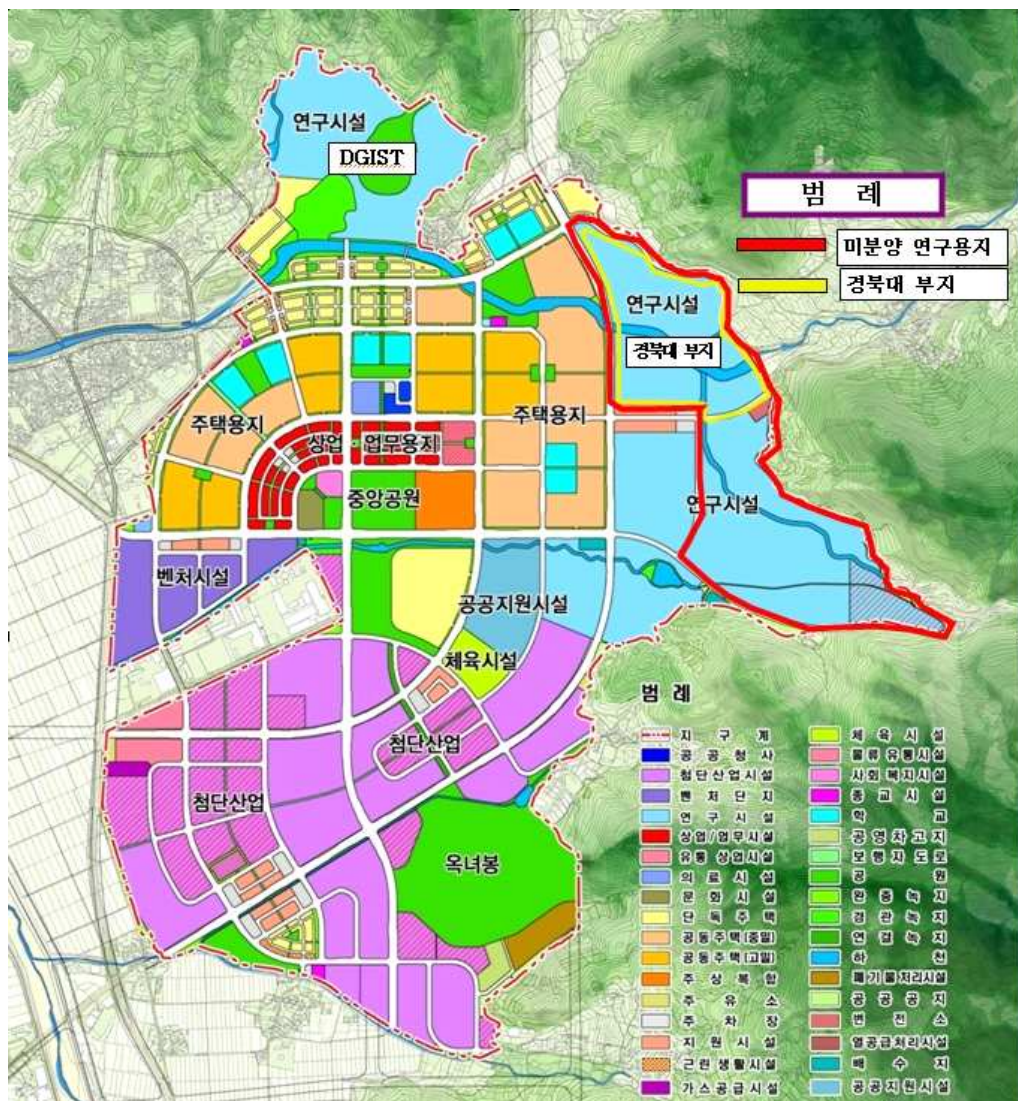 연구시설
DGIST
범 례
미분양 연구용지
경북대 부지
연구시설
경북대 부지
주택용지
주택용지
상업 업무용지
중앙공원
연구시설
벤처시설
공공지원시설
체육시설
첨단산업
첨단산업
옥녀봉
범 례
지 구 계
공 공 청 사
첨단산업시설
벤 처 단 지
연 구 시 설
상업/업무시설
유통 상업시설
의 료 시 설
문 화 시 설
단 독 주 택
공동주택[중밀]
공동주택[고밀]
주 상 복 합
주 유 소
주 차 장
지 원 시 설
근린 생활시설
가스공급시설
체 육 시 설
물류 유통시설
사회 복지시설
종 교 시 설
학 교
공영차고지
보행자 도로
공 원
완 충 녹 지
경 관 녹 지
연 결 녹 지
하 천
폐기물처리시설
공 공 공 지
변 전 소
열공급처리시설
배 수 지
공공지원시설